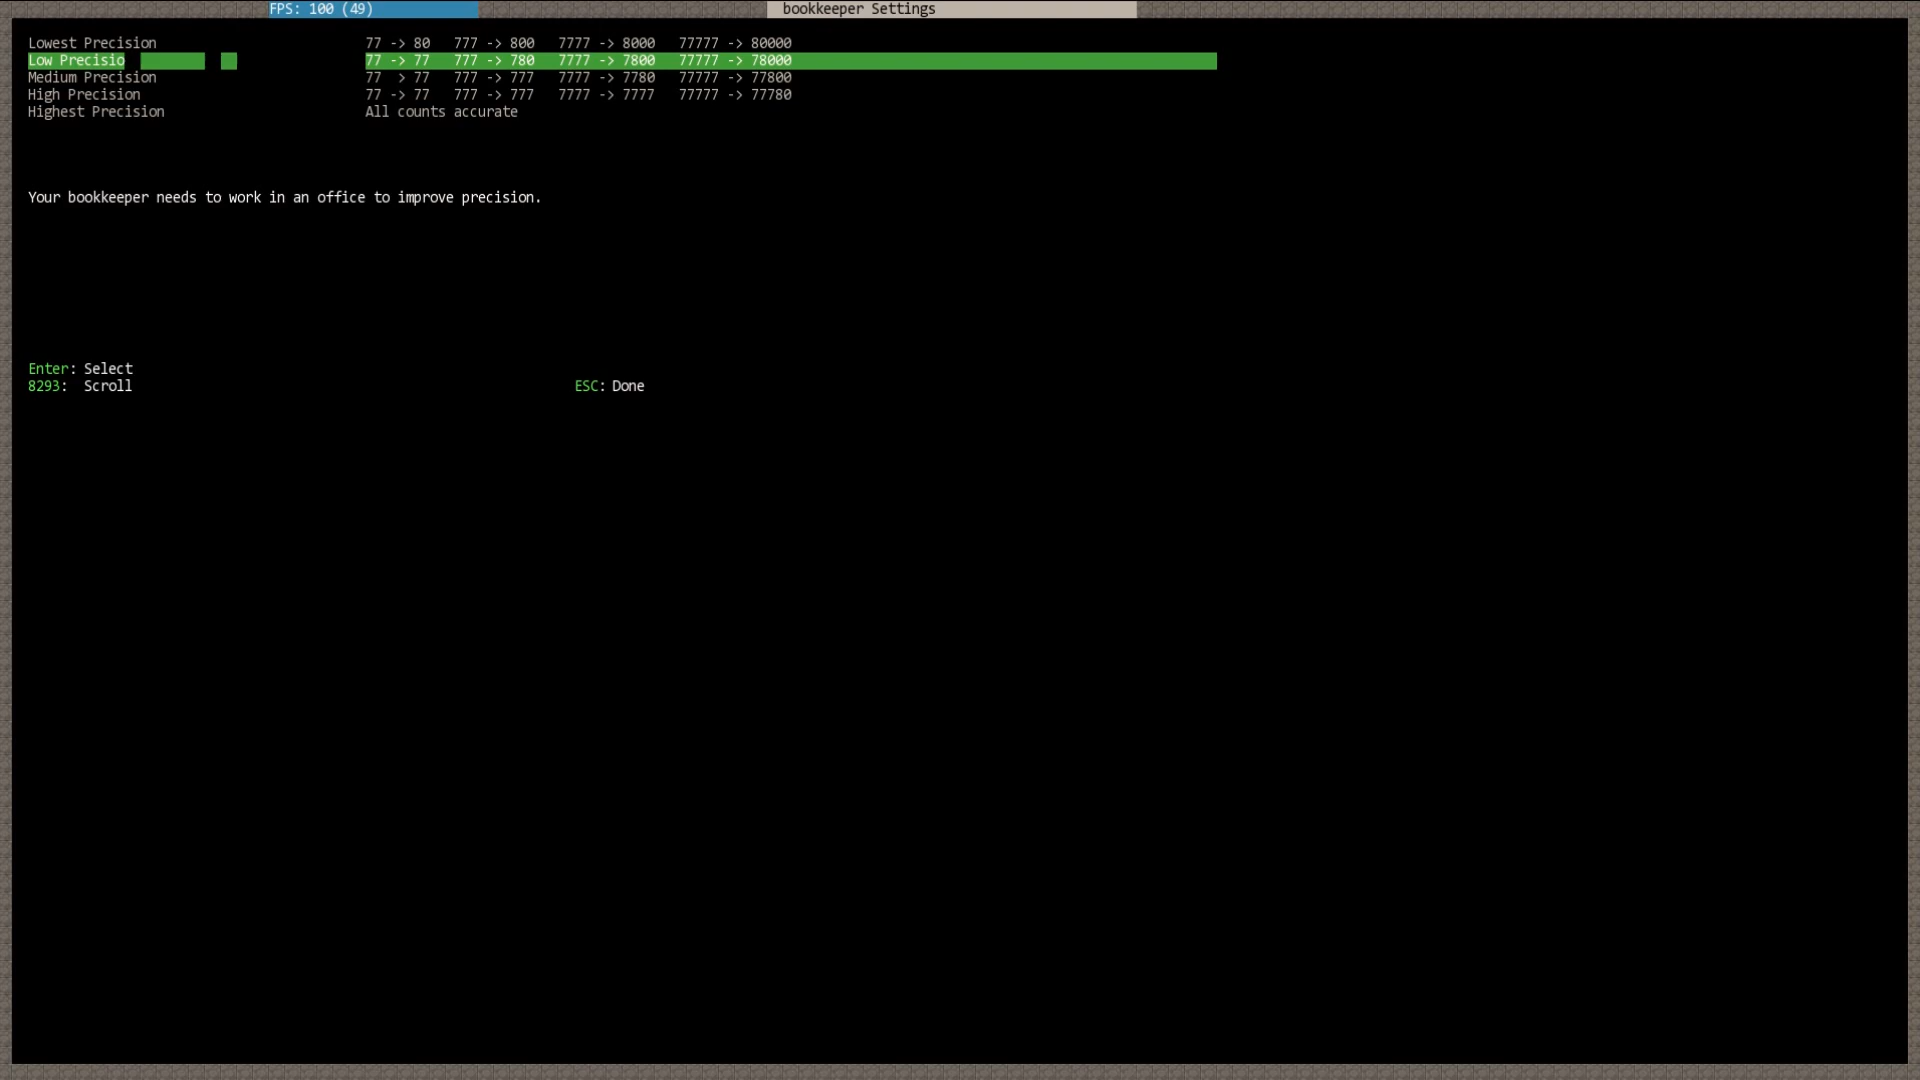 FPS: 100 (49)
bookkeeper Settings
Lowest Precision 77 -> 80 777 -> 800 7777 -> 8000 77777 -> 80000
Low Precisio 77 -> 77 777 -> 780 7777 -> 7800 77777 -> 78000
Medium Precision 77 > 77 777 -> 777 7777 -> 7780 77777 -> 77800
High Precision 77 -> 77 777 -> 777 7777 -> 7777 77777 -> 77780
Highest Precision All counts accurate
Your bookkeeper needs to work in an office to improve precision.
Enter: Select
8293: Scroll ESC: Done